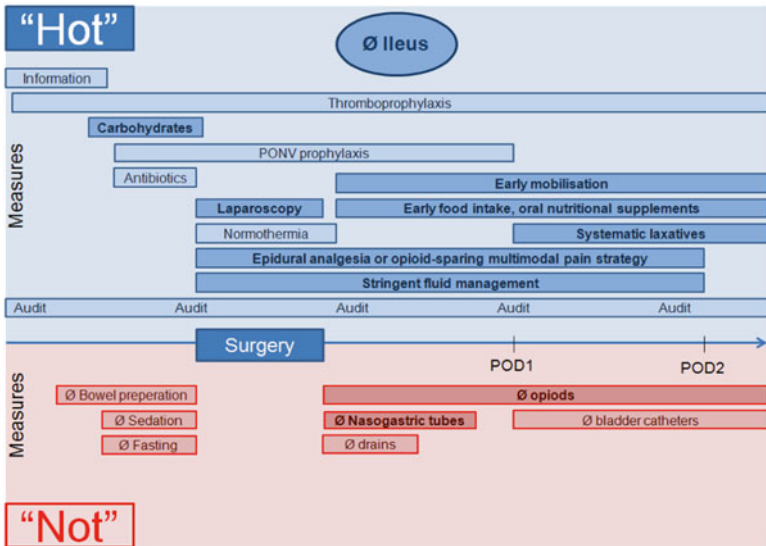 “Hot”
Ø Ileus
Information
Thromboprophylaxis
Carbohydrates
PONV prophylaxis
Antibiotics
Early mobilisation
Laparoscopy
Early food intake, oral nutritional supplements
Normothermia
Systematic laxatives
Epidural analgesia or opioid-sparing multimodal pain strategy
Stringent fluid management
Audit Audit Audit Audit Audit
Measures
Surgery
POD1
POD2
Measures
Ø Bowel preperation
Ø opiods
Ø Sedation
Ø Nasogastric tubes
Ø bladder catheters
Ø Fasting
Ø drains
“Not”